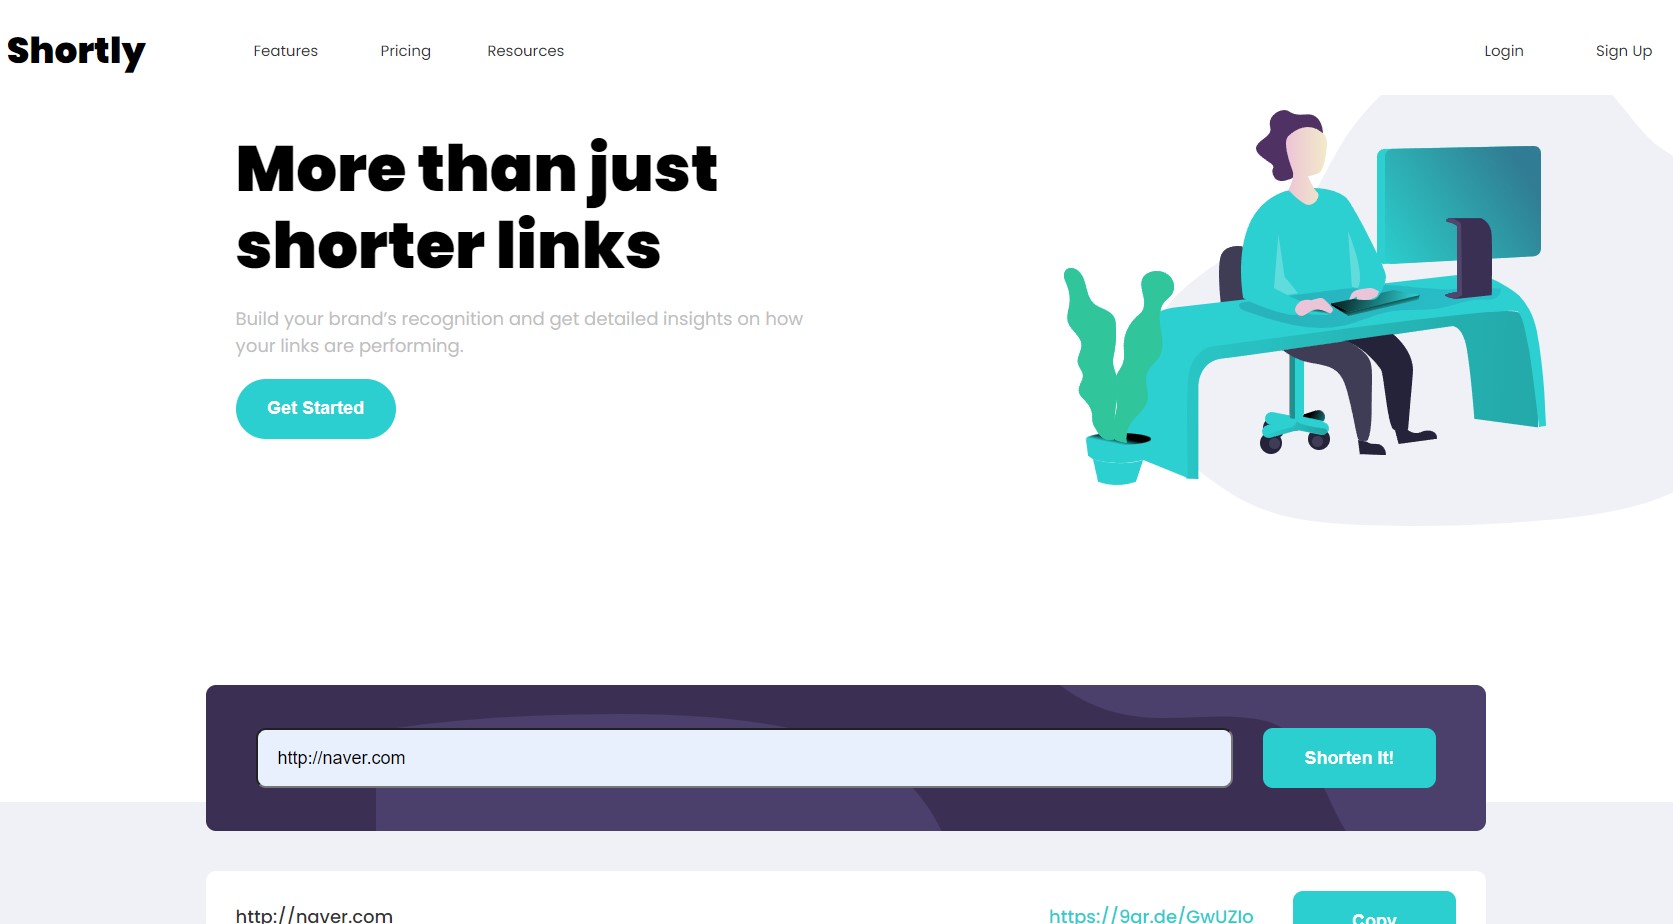 Shortly
Features
Pricing
Resources
Login
Sign Up
More than just
shorter links
Build your brand’s recognition and get detailed insights on how
your links are performing.
Get Started
http://naver.com
Shorten It!
http://naver.com
https://9qr.de/GwUZIo
Copy